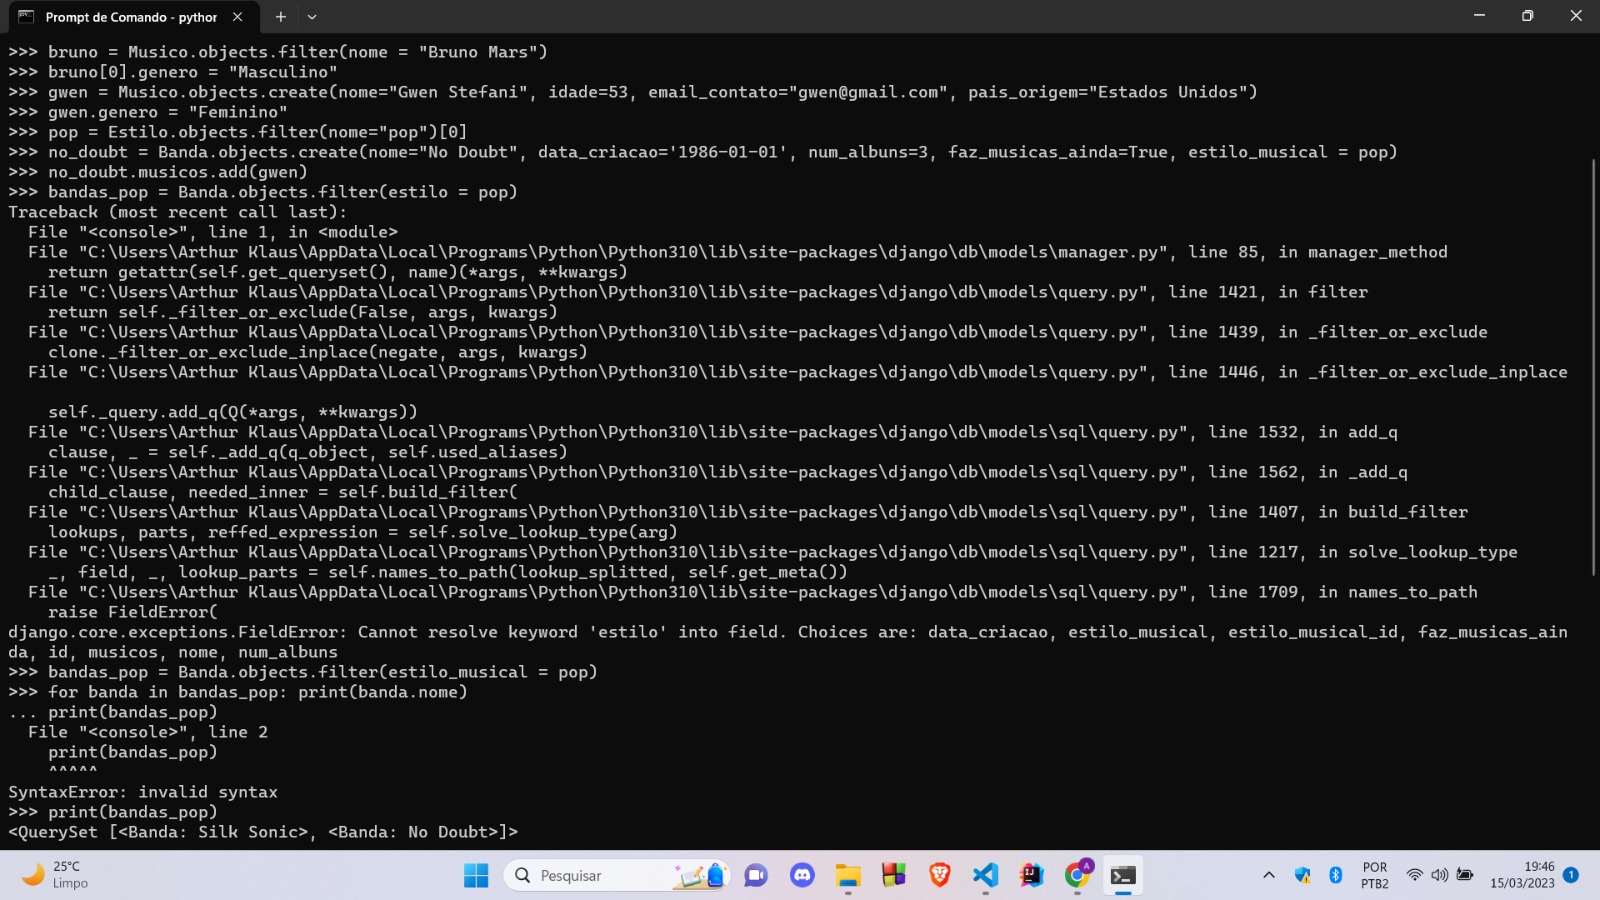 Prompt de Comando - pythor
>>> bruno = Musico.objects.filter(nome = "Bruno Mars")
>>> bruno[0].genero = "Masculino"
>>> gwen = Musico.objects.create(nome="Gwen Stefani", idade=53, email_contato="gwen@gmail.com", pais_origem="Estados Unidos")
>>> gwen.genero = "Feminino"
>>> pop = Estilo.objects.filter(nome="pop")[0]
>>> no_doubt = Banda.objects.create(nome="No Doubt", data_criacao='1986-01-01', num_albuns=3, faz_musicas_ainda=True, estilo_musical = pop)
>>> no_doubt.musicos.add(gwen)
>>> bandas_pop = Banda.objects.filter(estilo = pop)
Traceback (most recent call last):
  File "<console>", line 1, in <module>
  File "C:\Users\Arthur Klaus\AppData\Local\Programs\Python\Python310\lib\site-packages\django\db\models\manager.py", line 85, in manager_method
    return getattr(self.get_queryset(), name)(*args, **kwargs)
  File "C:\Users\Arthur Klaus\AppData\Local\Programs\Python\Python310\lib\site-packages\django\db\models\query.py", line 1421, in filter
    return self._filter_or_exclude(False, args, kwargs)
  File "C:\Users\Arthur Klaus\AppData\Local\Programs\Python\Python310\lib\site-packages\django\db\models\query.py", line 1439, in _filter_or_exclude
    clone._filter_or_exclude_inplace(negate, args, kwargs)
  File "C:\Users\Arthur Klaus\AppData\Local\Programs\Python\Python310\lib\site-packages\django\db\models\query.py", line 1446, in _filter_or_exclude_inplace
    self._query.add_q(Q(*args, **kwargs))
  File "C:\Users\Arthur Klaus\AppData\Local\Programs\Python\Python310\lib\site-packages\django\db\models\sql\query.py", line 1532, in add_q
    clause, _ = self._add_q(q_object, self.used_aliases)
  File "C:\Users\Arthur Klaus\AppData\Local\Programs\Python\Python310\lib\site-packages\django\db\models\sql\query.py", line 1562, in _add_q
    child_clause, needed_inner = self.build_filter(
  File "C:\Users\Arthur Klaus\AppData\Local\Programs\Python\Python310\lib\site-packages\django\db\models\sql\query.py", line 1407, in build_filter
    lookups, parts, reffed_expression = self.solve_lookup_type(arg)
  File "C:\Users\Arthur Klaus\AppData\Local\Programs\Python\Python310\lib\site-packages\django\db\models\sql\query.py", line 1217, in solve_lookup_type
    _, field, _, lookup_parts = self.names_to_path(lookup_splitted, self.get_meta())
  File "C:\Users\Arthur Klaus\AppData\Local\Programs\Python\Python310\lib\site-packages\django\db\models\sql\query.py", line 1709, in names_to_path
    raise FieldError(
django.core.exceptions.FieldError: Cannot resolve keyword 'estilo' into field. Choices are: data_criacao, estilo_musical, estilo_musical_id, faz_musicas_ain
da, id, musicos, nome, num_albuns
>>> bandas_pop = Banda.objects.filter(estilo_musical = pop)
>>> for banda in bandas_pop: print(banda.nome)
... print(bandas_pop)
  File "<console>", line 2
    print(bandas_pop)
    ^^^^^
SyntaxError: invalid syntax
>>> print(bandas_pop)
<QuerySet [<Banda: Silk Sonic>, <Banda: No Doubt>]>
25°C
Limpo
Pesquisar
A
POR
PTB2
19:46
15/03/2023
1